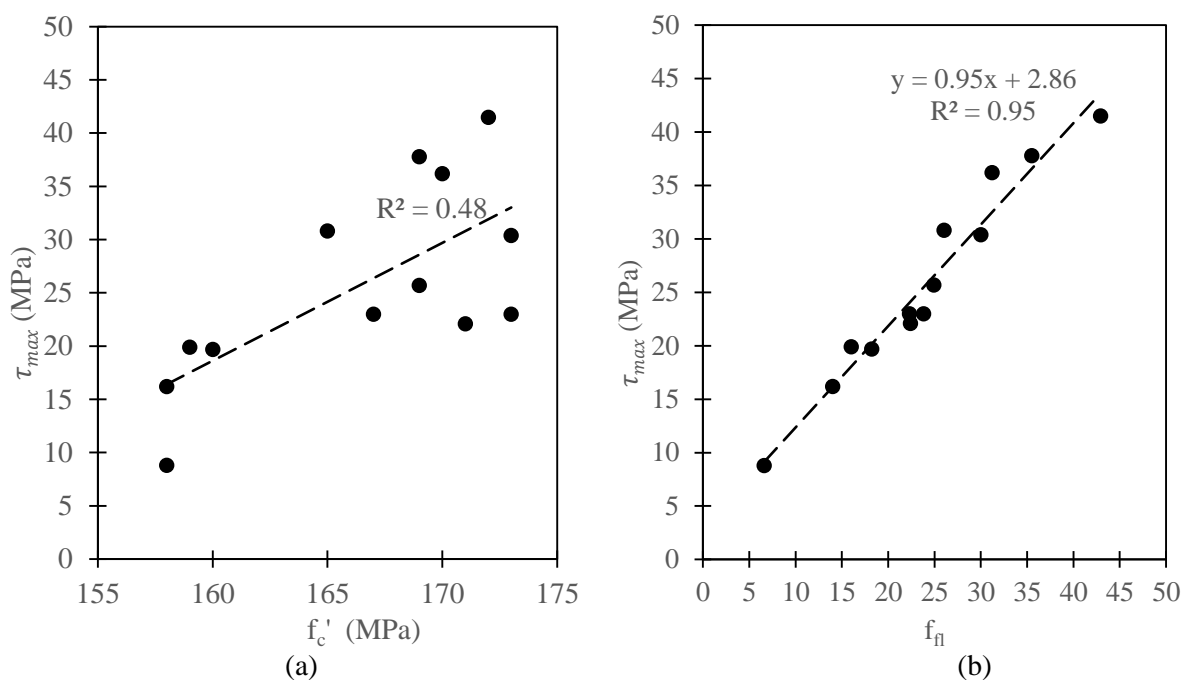 50
45
40
35
30
25
20
15
10
5
0
τmax (MPa)
R² = 0.48
155 160 165 170 175
fc' (MPa)
(a)
50
45
40
35
30
25
20
15
10
5
0
τmax (MPa)
y = 0.95x + 2.86
R² = 0.95
0 5 10 15 20 25 30 35 40 45 50
ffl
(b)